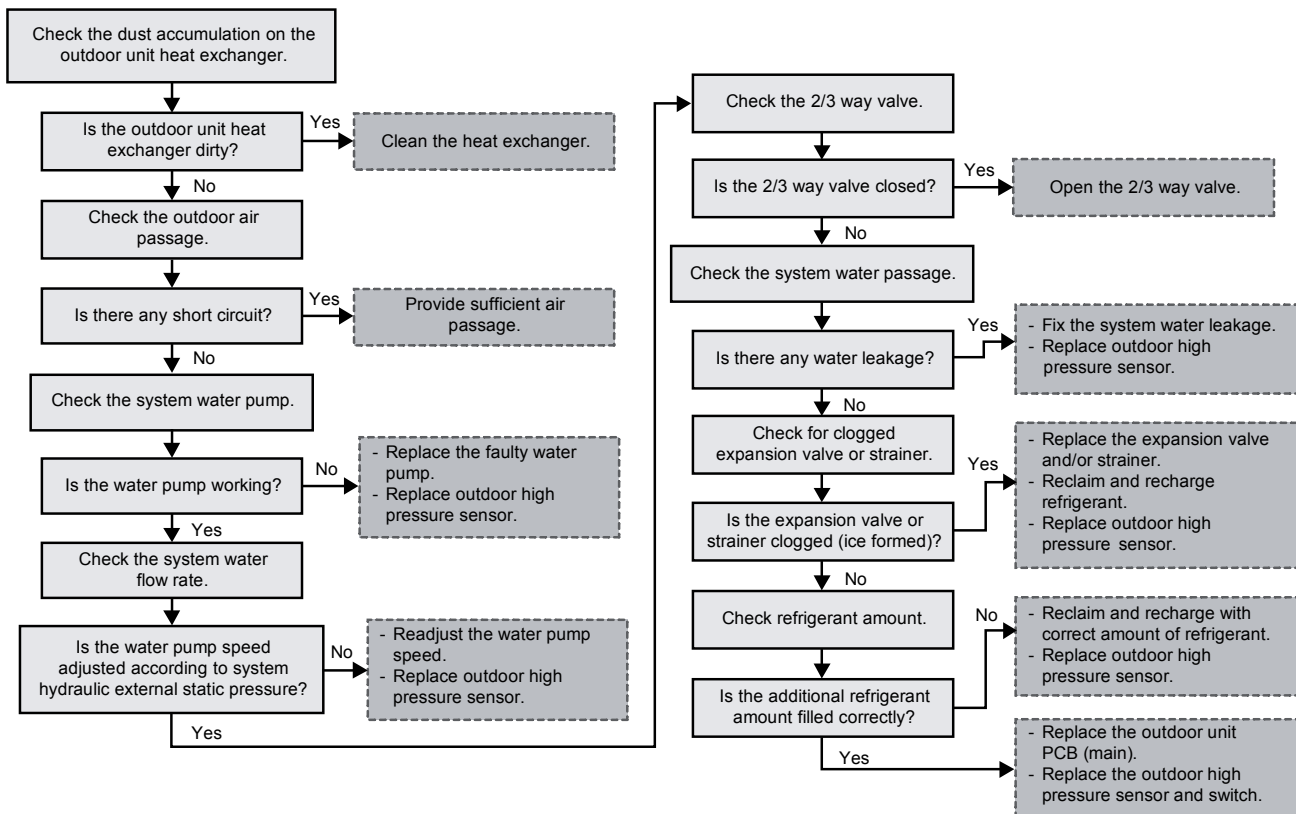 Check the dust accumulation on the
outdoor unit heat exchanger.
Is the outdoor unit heat
exchanger dirty?
Yes
Clean the heat exchanger.
No
Check the outdoor air
passage.
Is there any short circuit?
Yes
Provide sufficient air
passage.
No
Check the system water pump.
Is the water pump working?
No
- Replace the faulty water
pump.
- Replace outdoor high
pressure sensor.
Yes
Check the system water
flow rate.
Is the water pump speed
adjusted according to system
hydraulic external static pressure?
No
- Readjust the water pump
speed.
- Replace outdoor high
pressure sensor.
Yes
Check the 2/3 way valve.
Is the 2/3 way valve closed?
Yes
Open the 2/3 way valve.
No
Check the system water passage.
Is there any water leakage?
Yes
- Fix the system water leakage.
- Replace outdoor high
pressure sensor.
No
Check for clogged
expansion valve or strainer.
Is the expansion valve or
strainer clogged (ice formed)?
Yes
- Replace the expansion valve
and/or strainer.
- Reclaim and recharge
refrigerant.
- Replace outdoor high
pressure sensor.
No
Check refrigerant amount.
Is the additional refrigerant
amount filled correctly?
No
- Reclaim and recharge with
correct amount of refrigerant.
- Replace outdoor high
pressure sensor.
Yes
- Replace the outdoor unit
PCB (main).
- Replace the outdoor high
pressure sensor and switch.